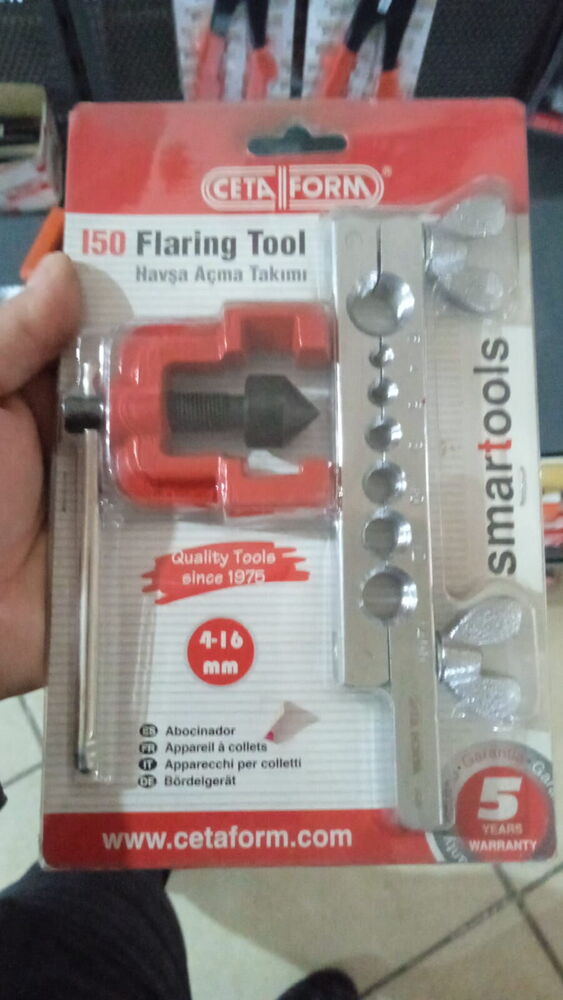 CETA FORM®
I50 Flaring Tool
Havşa Açma Takımı
smartools
Quality Tools
since 1975
4-16
mm
ES Abocinador
FR Appareil à collets
IT Apparecchi per colletti
DE Bördelgerät
Garantie
5
YEARS
WARRANTY
www.cetaform.com